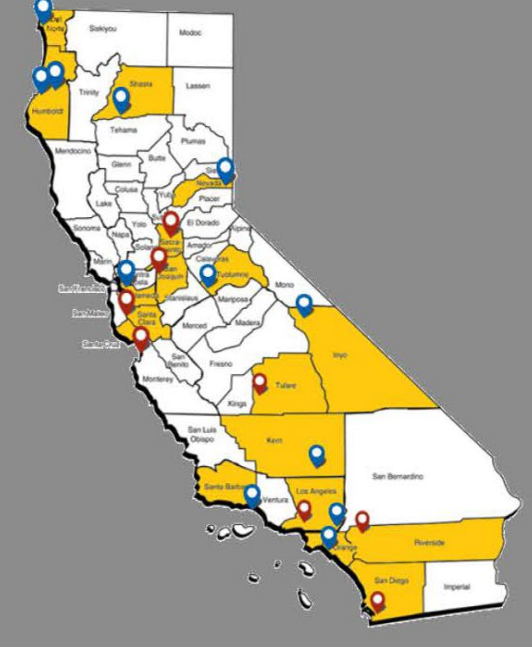 Del
Norte
Siskiyou
Modoc
Shasta
Lassen
Trinity
Humboldt
Tehama
Plumas
Mendocino
Glenn
Butte
Nevada
Colusa
Placer
Lake
Yuba
Sonoma
Napa
Yolo
El Dorado
Alpine
Sacra-
Amador
Solano
Marin
Calaveras
San
Joaquin
Tuolumne
San Francisco
Mono
Alameda
Stanislaus
Mariposa
San Mateo
Santa
Clara
Merced
Madera
Santa Cruz
Inyo
San
Benito
Fresno
Monterey
Tulare
Kings
San Luis
Obispo
Kern
San Bernardino
Santa Barbara
Ventura
Los Angeles
Orange
Riverside
San Diego
Imperial